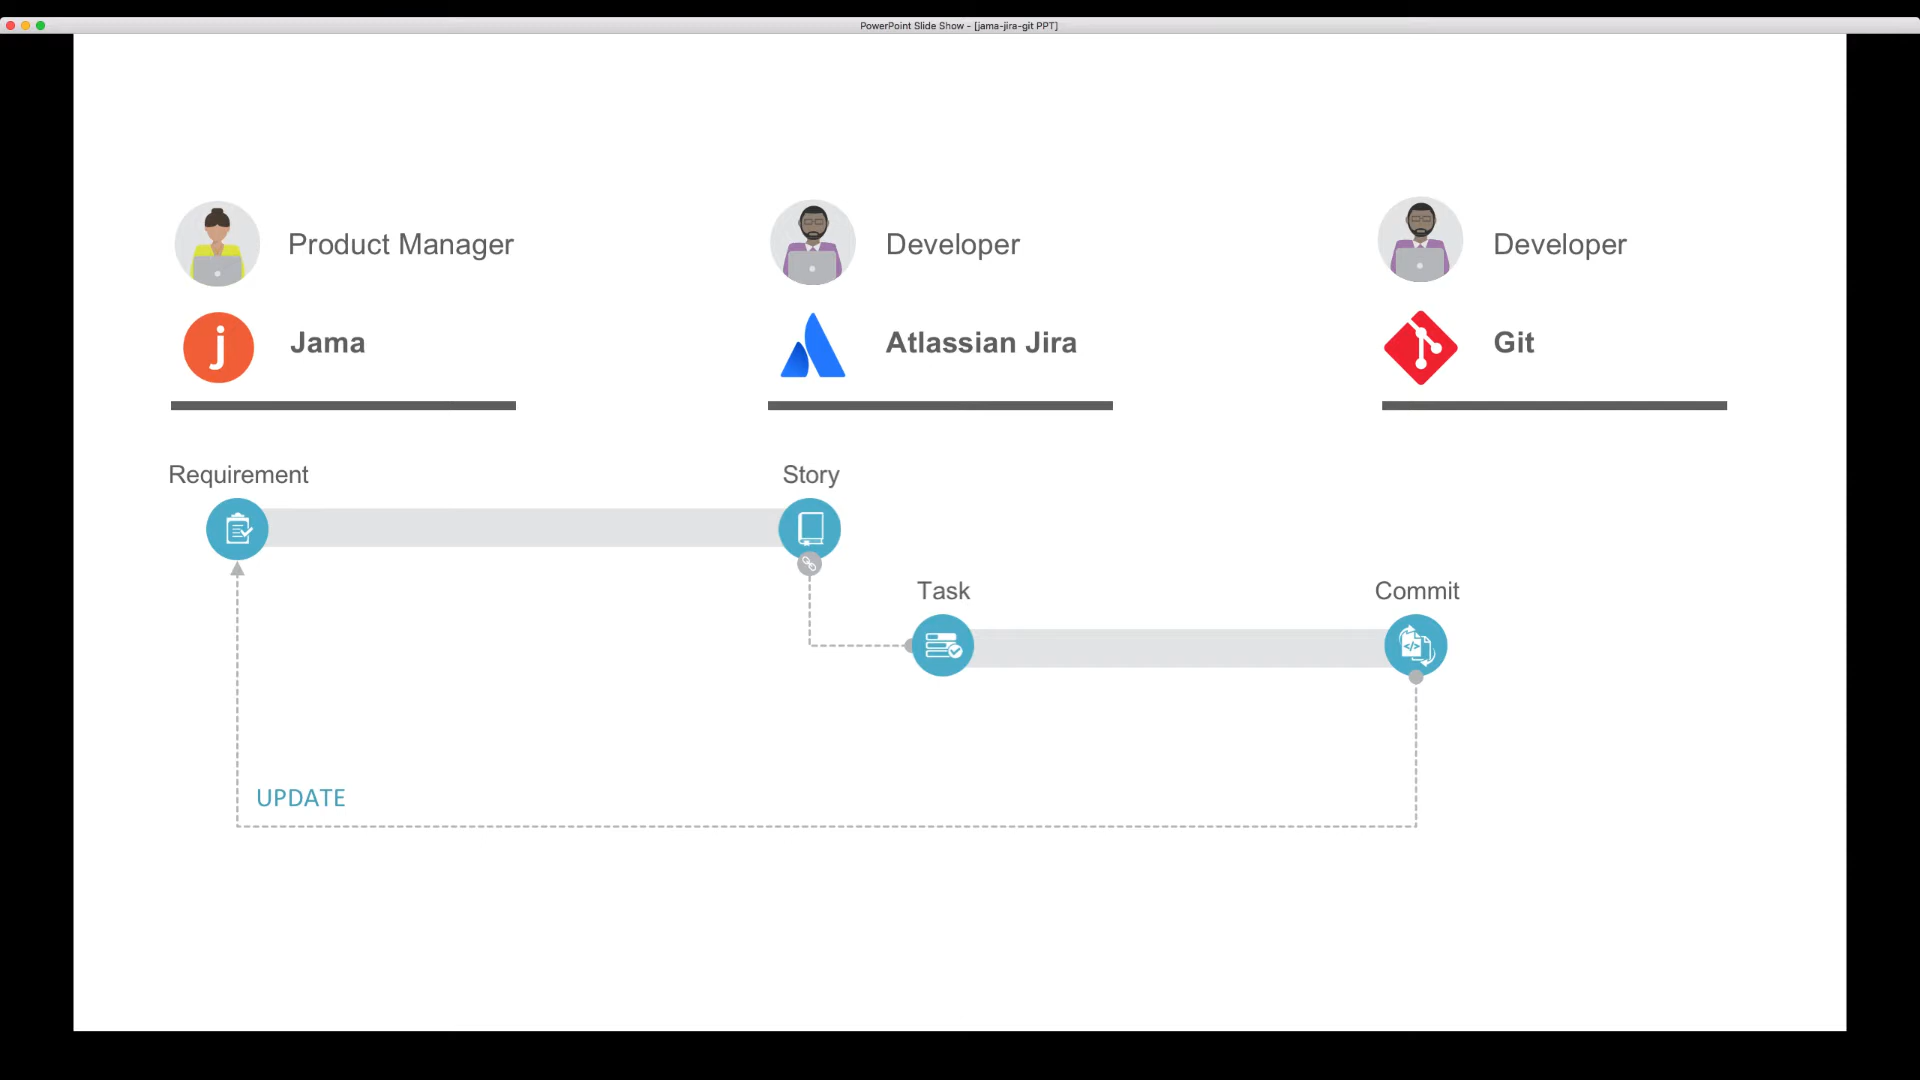 PowerPoint Slide Show - [jama-jira-git PPT]
Product Manager
Developer
Developer
j
Jama
Atlassian Jira
Git
Requirement
Story
Task
Commit
</>
UPDATE